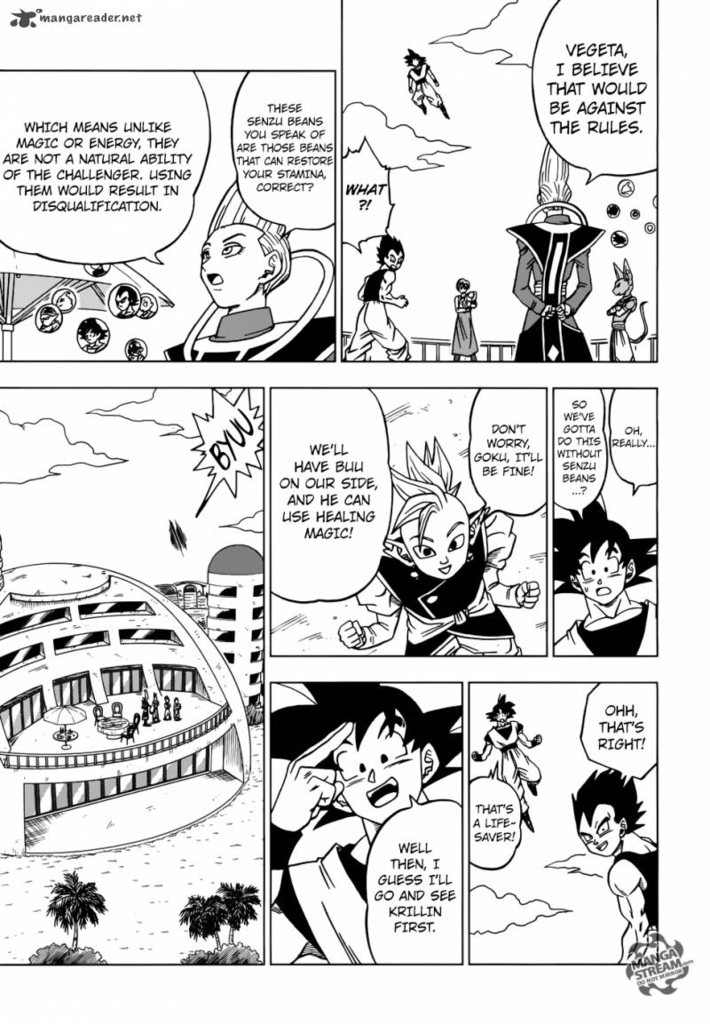 mangareader.net
VEGETA,
I BELIEVE
THAT WOULD
BE AGAINST
THE RULES.
WHAT
?!
THESE
SENZU BEANS
YOU SPEAK OF
ARE THOSE BEANS
THAT CAN RESTORE
YOUR STAMINA,
CORRECT?
WHICH MEANS UNLIKE
MAGIC OR ENERGY, THEY
ARE NOT A NATURAL ABILITY
OF THE CHALLENGER. USING
THEM WOULD RESULT IN
DISQUALIFICATION.
OH,
REALLY...
SO
WE'VE
GOTTA
DO THIS
WITHOUT
SENZU
BEANS
...?
DON'T
WORRY,
GOKU, IT'LL
BE FINE!
WE'LL
HAVE BUU
ON OUR SIDE,
AND HE CAN
USE HEALING
MAGIC!
OHH,
THAT'S
RIGHT!
THAT'S
A LIFE-
SAVER!
WELL
THEN, I
GUESS I'LL
GO AND SEE
KRILLIN
FIRST.
BYUU
MANGA
STREAM.com
DO NOT MIRROR